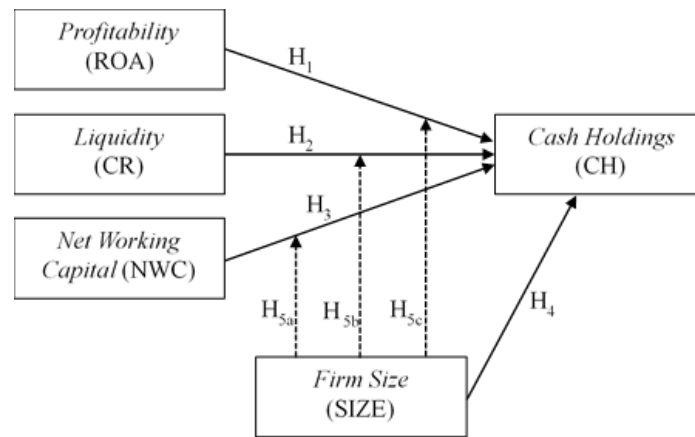 Profitability
(ROA)
H₁
Liquidity
(CR)
H₂
Cash Holdings
(CH)
Net Working
Capital (NWC)
H₃
H₅ₐ
H₅b
H₅c
H₄
Firm Size
(SIZE)